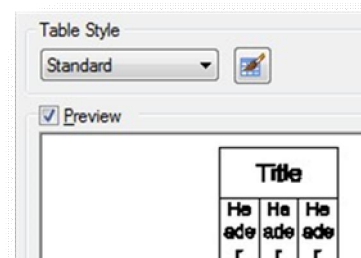 Table Style
Standard
Preview
Title
He He He
ade ade ade
r r r